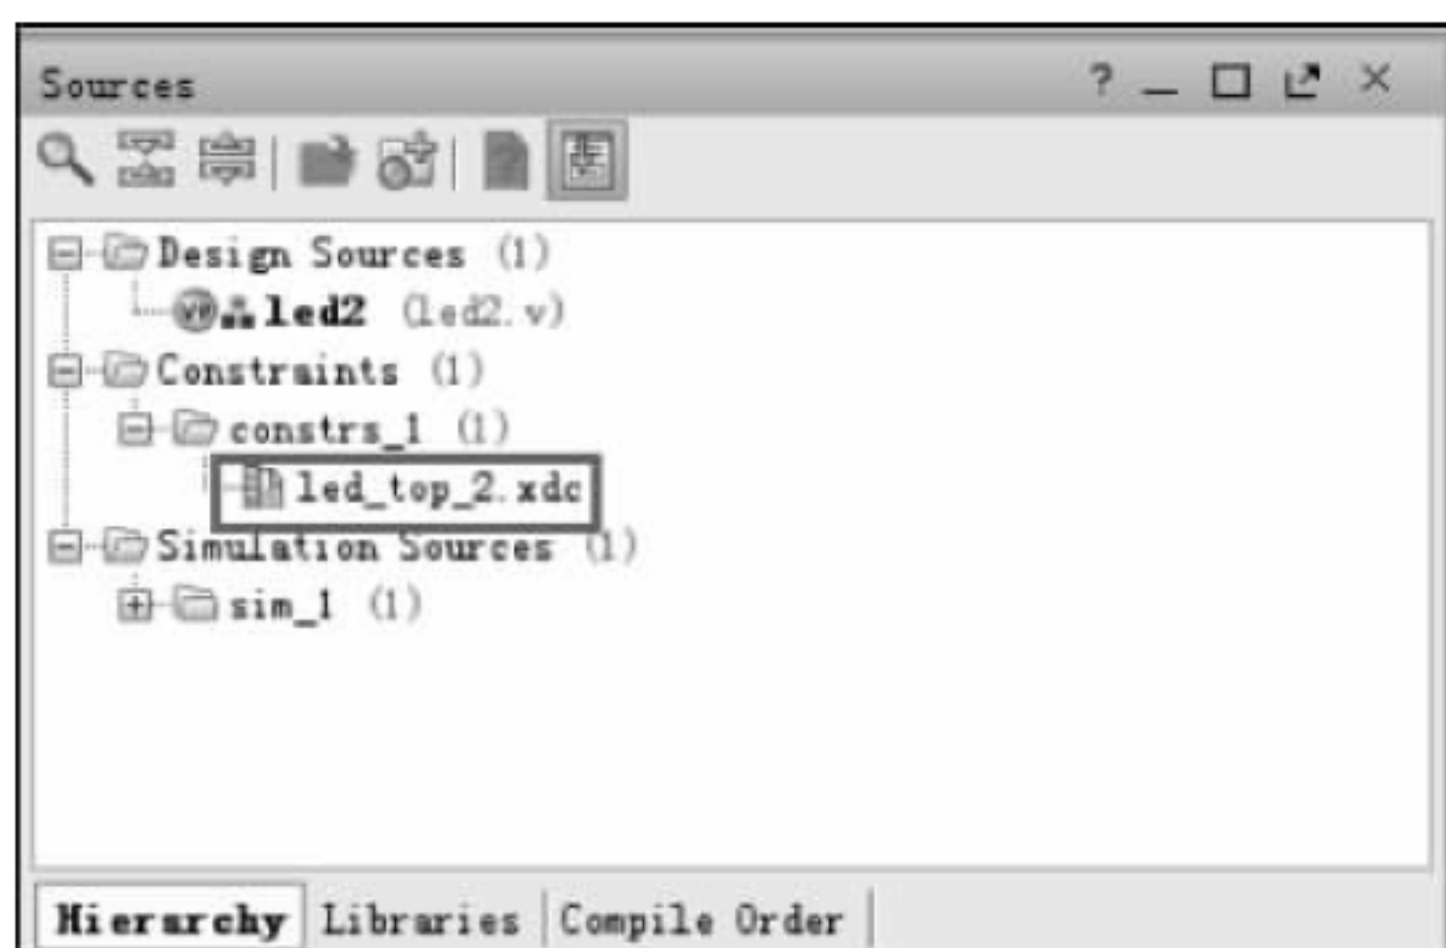 Sources
Design Sources (1)
led2 (led2.v)
Constraints (1)
constrs_1 (1)
led_top_2.xdc
Simulation Sources (1)
sim_1 (1)
Hierarchy Libraries Compile Order